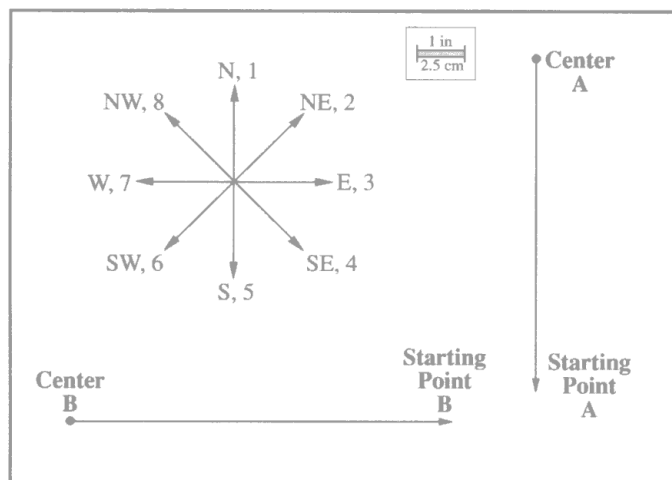 1 in
2.5 cm
N, 1
NW, 8
NE, 2
W, 7
E, 3
SW, 6
SE, 4
S, 5
Center
A
Starting
Point
A
Center
B
Starting
Point
B